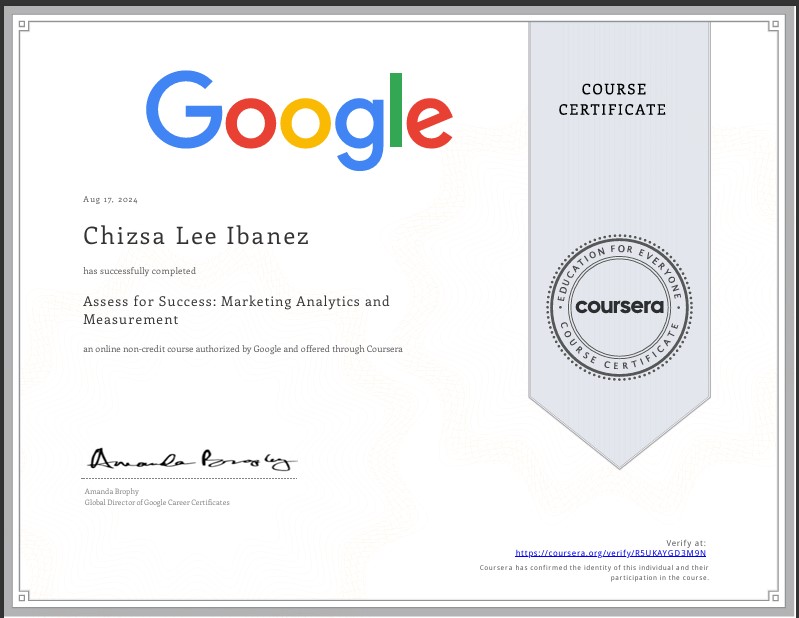 Google
COURSE
CERTIFICATE
Aug 17, 2024
Chizsa Lee Ibanez
has successfully completed
Assess for Success: Marketing Analytics and
Measurement
an online non-credit course authorized by Google and offered through Coursera
EDUCATION FOR EVERYONE
coursera
COURSE CERTIFICATE
Amanda Brophy
Amanda Brophy
Global Director of Google Career Certificates
Verify at:
https://coursera.org/verify/R5UKAYGD3M9N
Coursera has confirmed the identity of this individual and their
participation in the course.